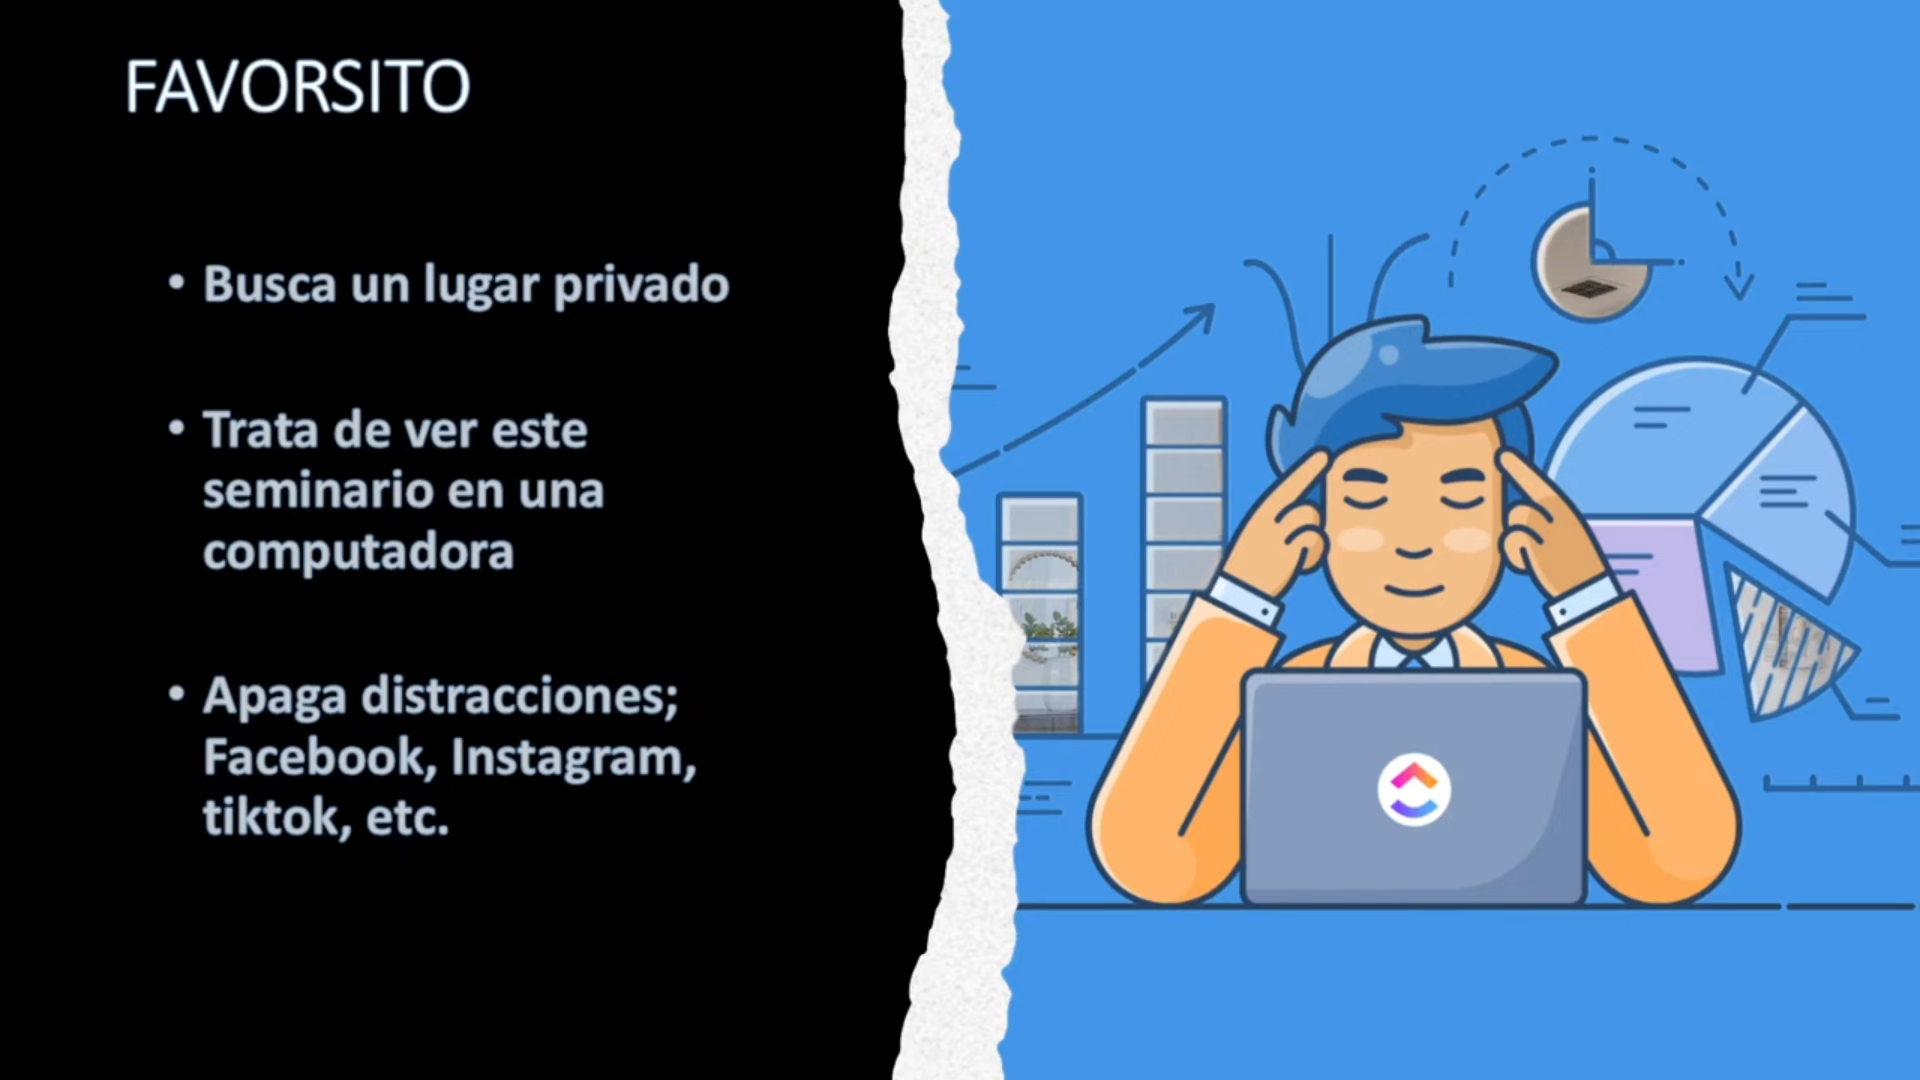 FAVORSITO
• Busca un lugar privado
• Trata de ver este
seminario en una
computadora
• Apaga distracciones;
Facebook, Instagram,
tiktok, etc.